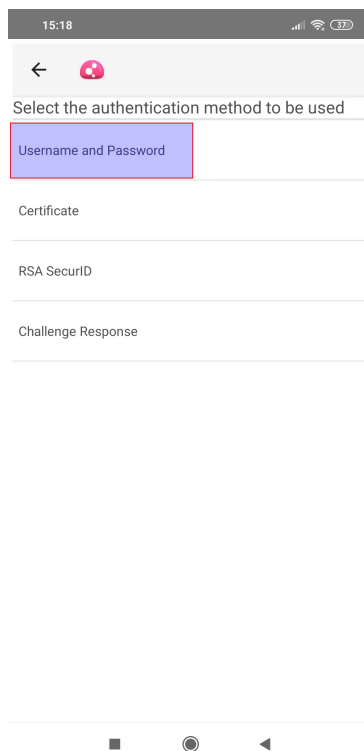 15:18
37
Select the authentication method to be used
Username and Password
Certificate
RSA SecurID
Challenge Response